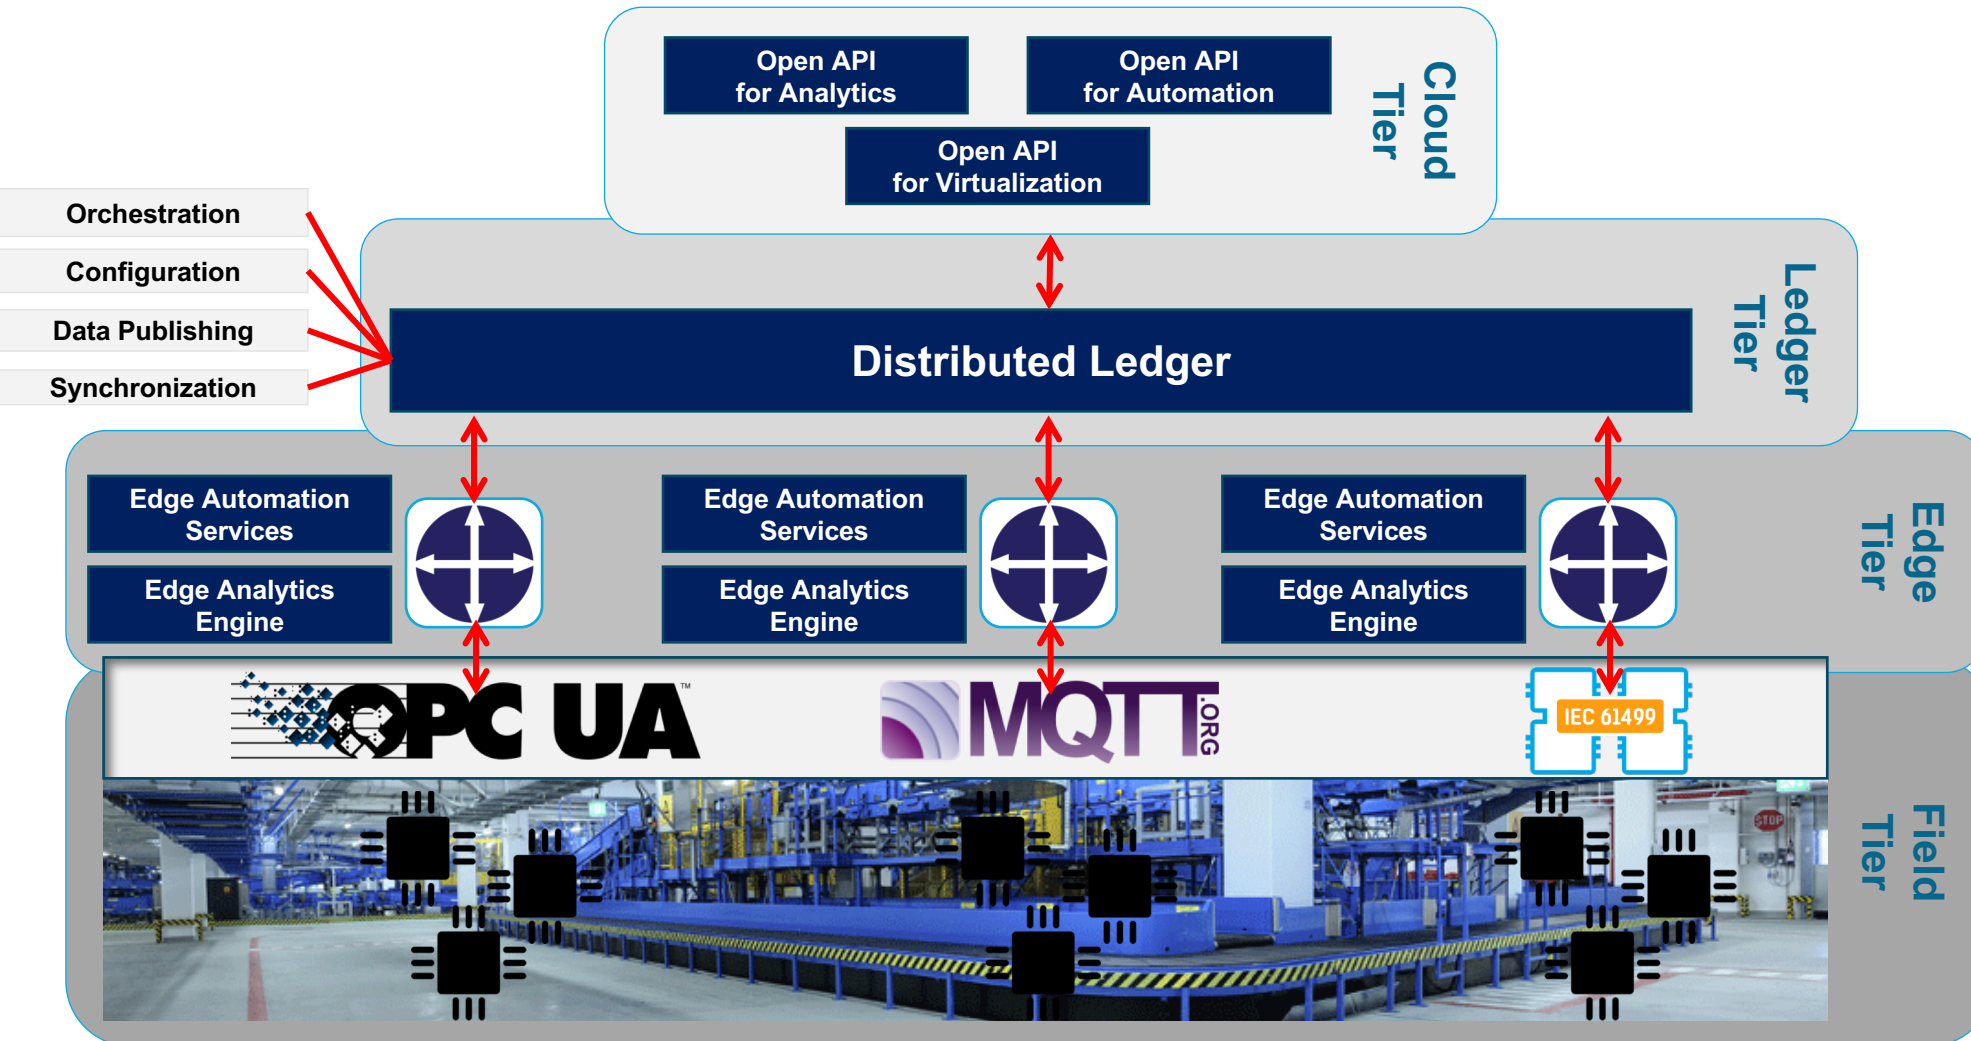 Open API
for Analytics
Open API
for Automation
Open API
for Virtualization
Cloud
Tier
Orchestration
Configuration
Data Publishing
Synchronization
Distributed Ledger
Ledger
Tier
Edge Automation
Services
Edge Analytics
Engine
Edge Automation
Services
Edge Analytics
Engine
Edge Automation
Services
Edge Analytics
Engine
Edge
Tier
OPC UA™
MQTT.ORG
IEC 61499
STOP
Field
Tier